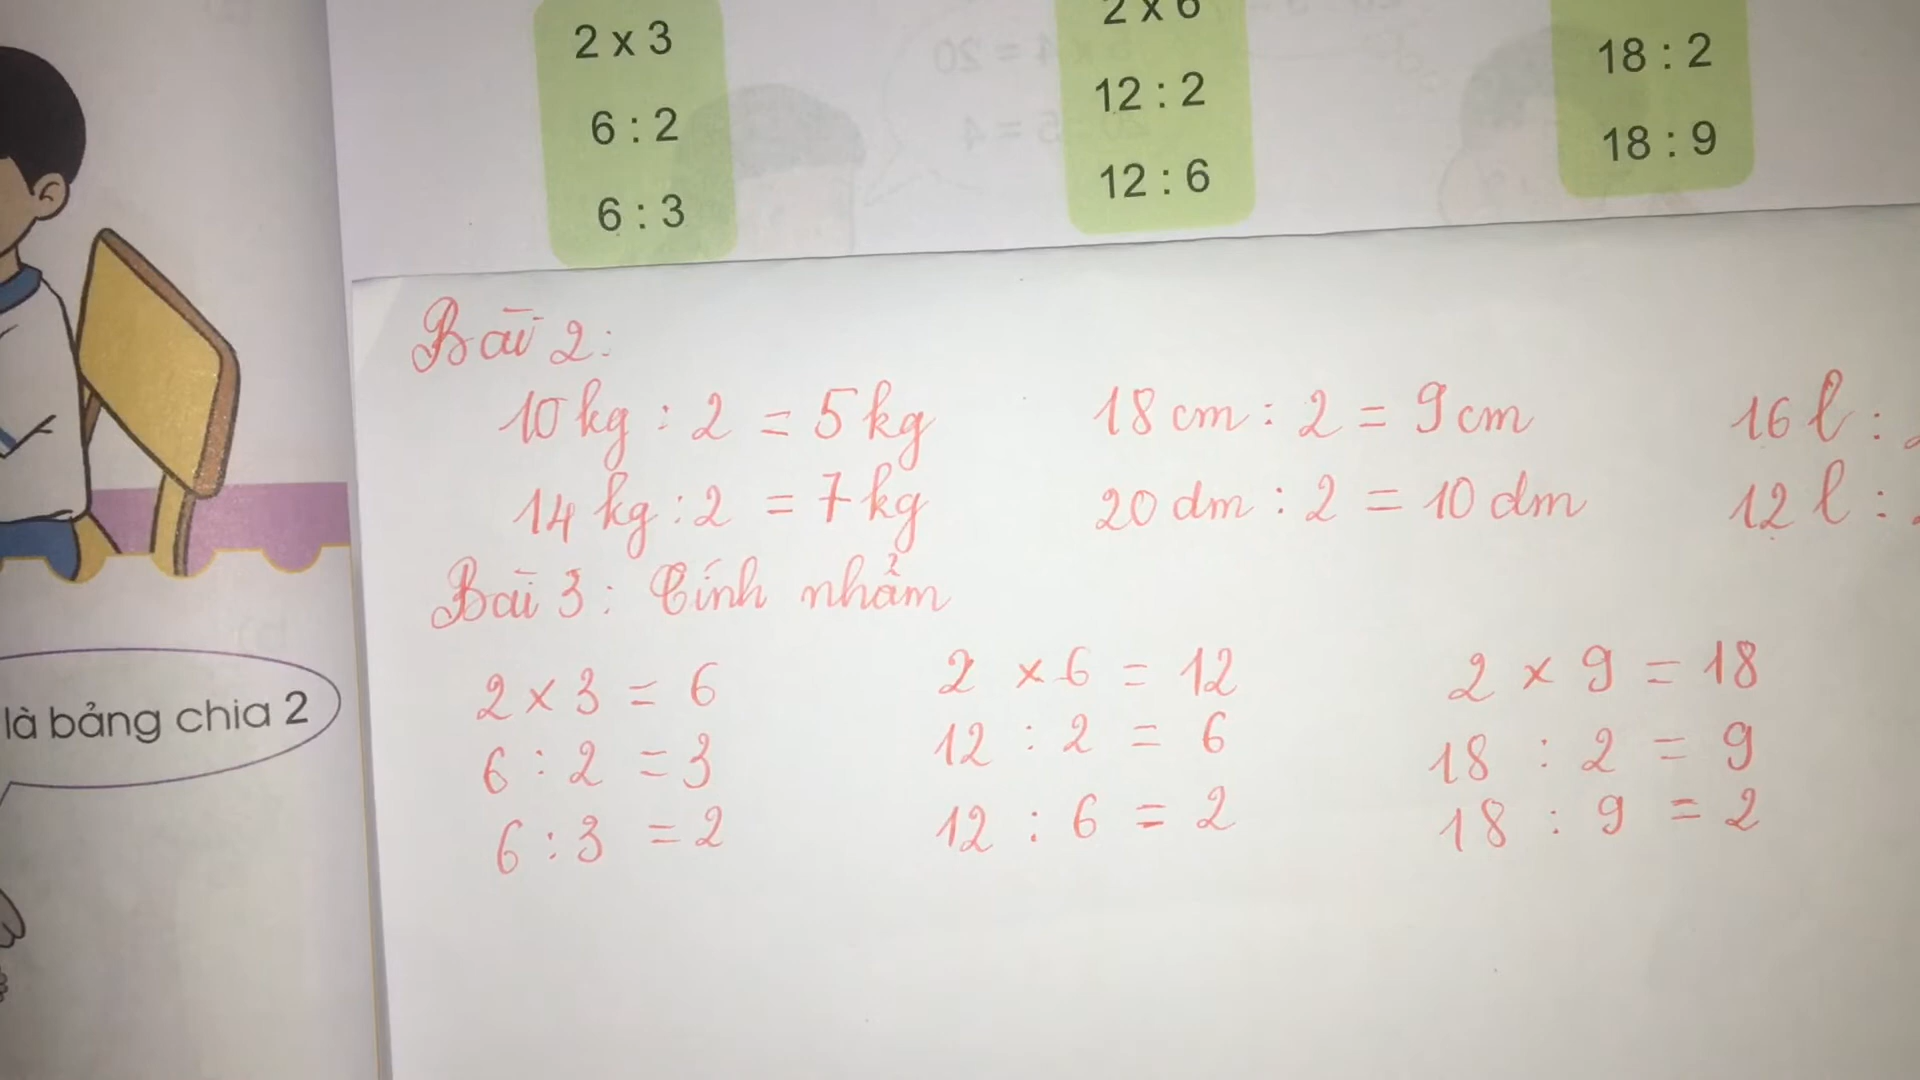 2 x 3
6 : 2
6 : 3
2 x 6
12 : 2
12 : 6
18 : 2
18 : 9
là bảng chia 2
Bài 2:
10 kg : 2 = 5 kg 18 cm : 2 = 9 cm 16 l :
14 kg : 2 = 7 kg 20 dm : 2 = 10 dm 12 l :
Bài 3: Tính nhẩm
2 x 3 = 6 2 x 6 = 12 2 x 9 = 18
6 : 2 = 3 12 : 2 = 6 18 : 2 = 9
6 : 3 = 2 12 : 6 = 2 18 : 9 = 2